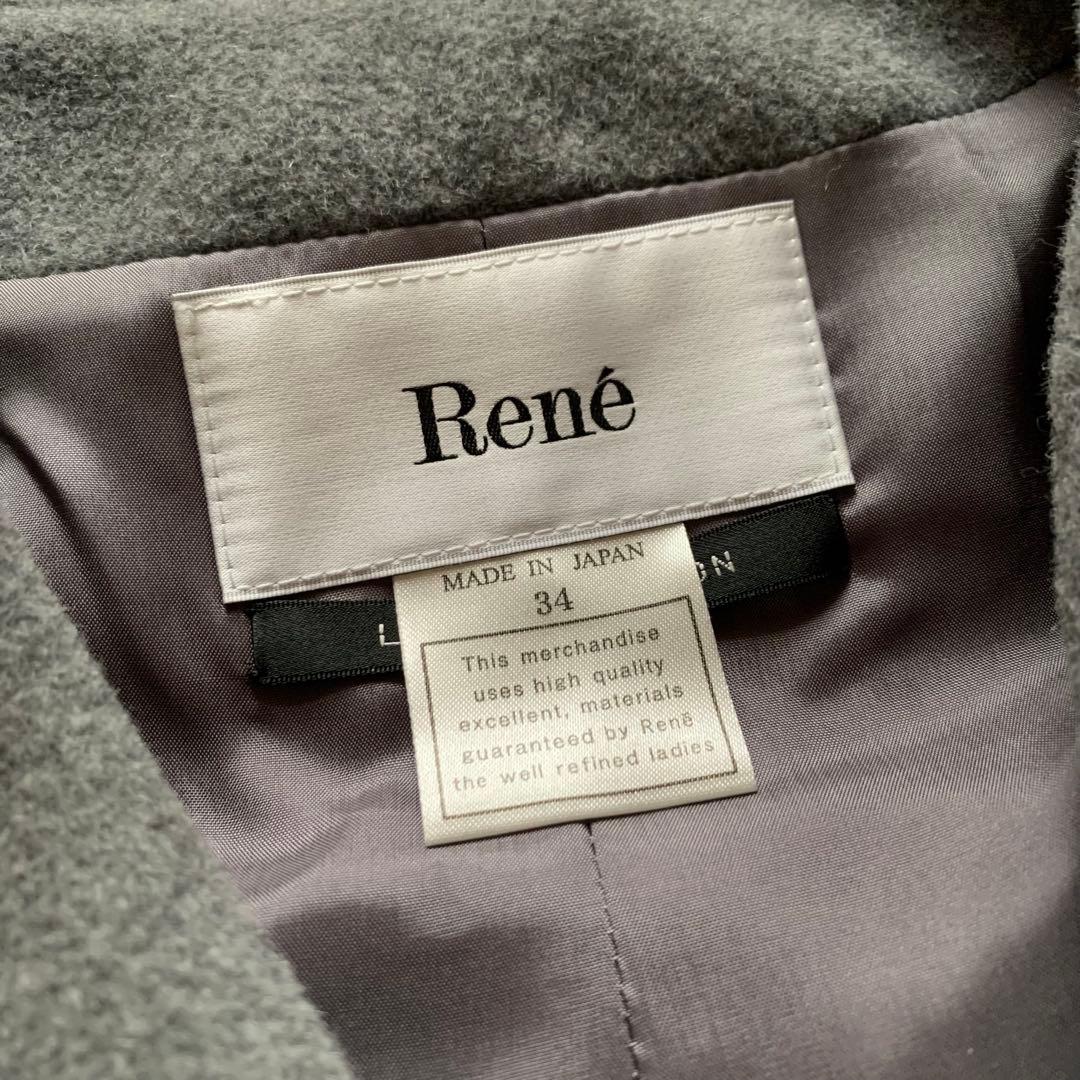 René
MADE IN JAPAN
34
This merchandise
uses high quality
excellent, materials
guaranteed by René
the well refined ladies